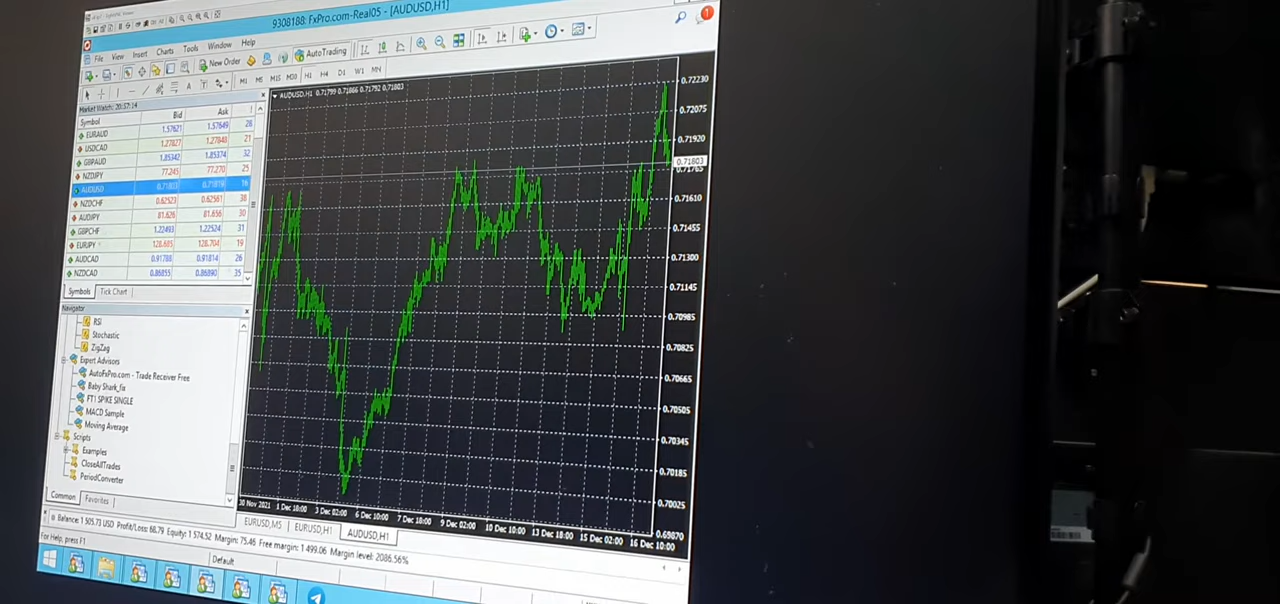 9308188: FxPro.com-Real05 - [AUDUSD,H1]
File View Insert Charts Tools Window Help
New Order AutoTrading
1
M1 M5 M15 M30 H1 H4 D1 W1 MN
A T
Market Watch: 20:57:14
Symbol Bid Ask !
EURAUD 1.57621 1.57649 28
USDCAD 1.27827 1.27848 21
GBPAUD 1.85342 1.85374 32
NZDJPY 77.245 77.270 25
AUDUSD 0.71803 0.71819 16
NZDCHF 0.62523 0.62561 38
AUDJPY 81.626 81.656 30
GBPCHF 1.22493 1.22524 31
EURJPY 128.685 128.704 19
AUDCAD 0.91788 0.91814 26
NZDCAD 0.86855 0.86890 35
Symbols Tick Chart
Navigator
RSI
Stochastic
ZigZag
Expert Advisors
AutoFxPro.com - Trade Receiver Free
Baby Shark_fix
FT1 SPIKE SINGLE
MACD Sample
Moving Average
Scripts
Examples
CloseAllTrades
PeriodConverter
Common Favorites
AUDUSD,H1 0.71799 0.71866 0.71792 0.71803
0.72230
0.72075
0.71920
0.71803
0.71765
0.71610
0.71455
0.71300
0.71145
0.70985
0.70825
0.70665
0.70505
0.70345
0.70185
0.70025
0.69870
30 Nov 2021 1 Dec 18:00 3 Dec 02:00 6 Dec 10:00 7 Dec 18:00 9 Dec 02:00 10 Dec 10:00 13 Dec 18:00 15 Dec 02:00 16 Dec 10:00
EURUSD,M5 EURUSD,H1 AUDUSD,H1
Balance: 1 505.73 USD Profit/Loss: 68.79 Equity: 1 574.52 Margin: 75.46 Free margin: 1 499.06 Margin level: 2086.56%
For Help, press F1 Default